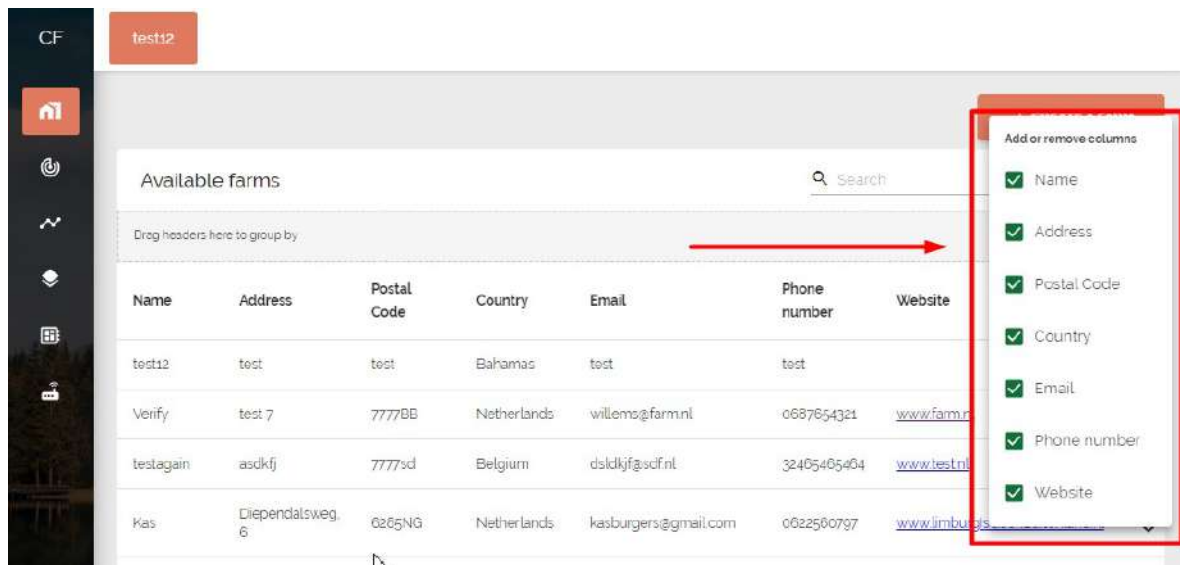 CF
test12
Add or remove columns
Available farms
Search
Drag headers here to group by
Name Address Postal Code Country Email Phone number Website
test12 test test Bahamas test test
Verify test 7 7777BB Netherlands willems@farm.nl 0687654321 www.farm.n
testagain asdkfj 7777sd Belgium dsldkjf@sdf.nl 32465465464 www.test.nl
Kas Diependalsweg, 6 6265NG Netherlands kasburgers@gmail.com 0622560797
Name
Address
Postal Code
Country
Email
Phone number
Website